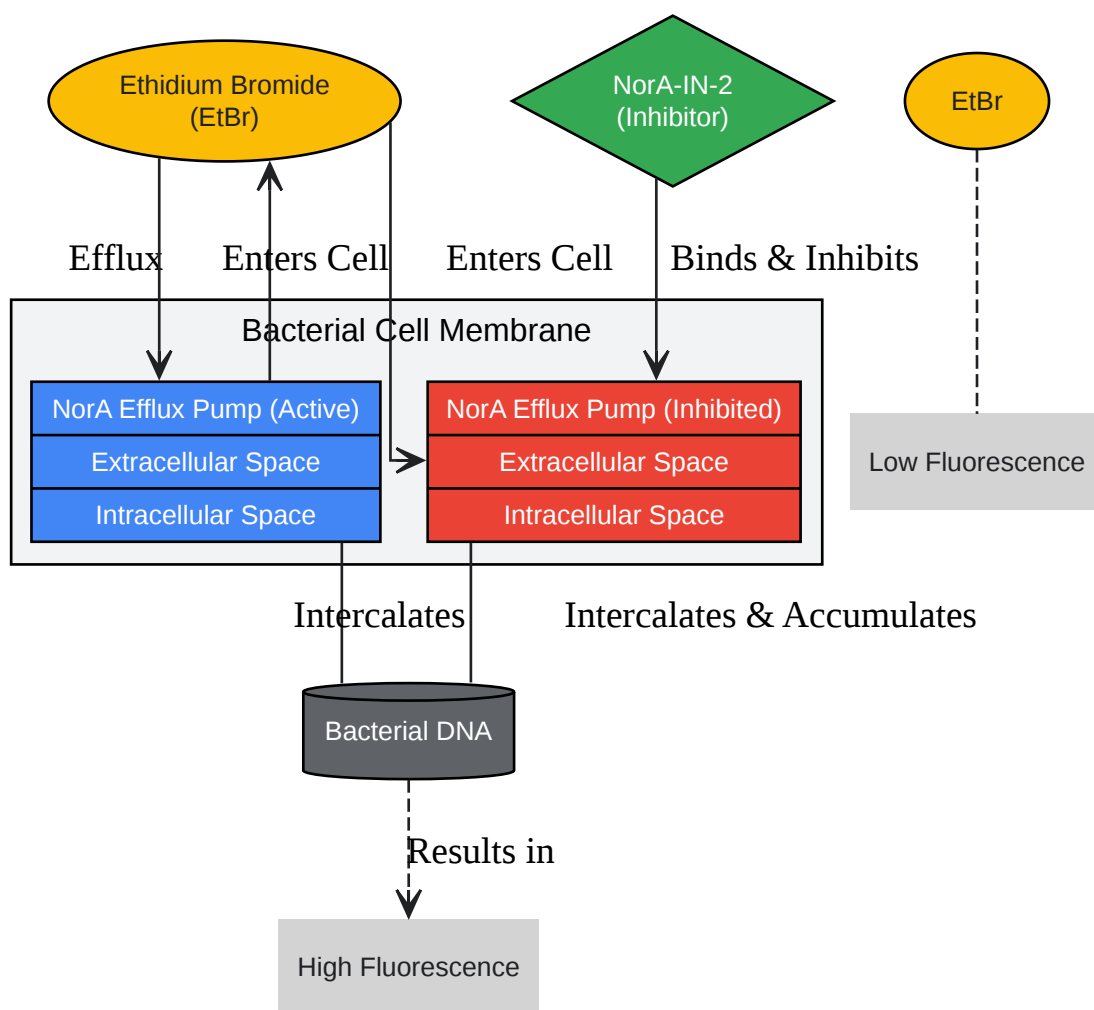 Ethidium Bromide
(EtBr)
NorA-IN-2
(Inhibitor)
EtBr
Efflux
Enters Cell
Enters Cell
Binds & Inhibits
Bacterial Cell Membrane
NorA Efflux Pump (Active)
Extracellular Space
Intracellular Space
NorA Efflux Pump (Inhibited)
Extracellular Space
Intracellular Space
Low Fluorescence
Intercalates
Intercalates & Accumulates
Bacterial DNA
Results in
High Fluorescence